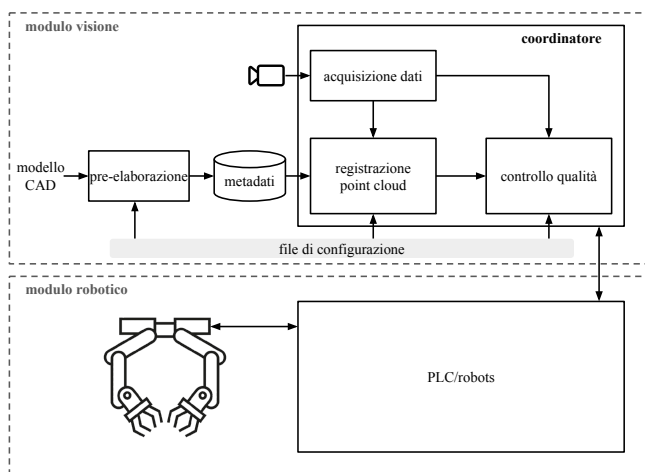 modulo visione
coordinatore
acquisizione dati
modello
CAD
pre-elaborazione
metadati
registrazione
point cloud
controllo qualità
file di configurazione
modulo robotico
PLC/robots